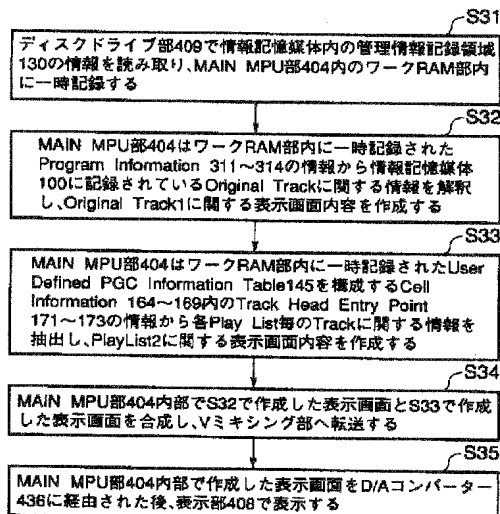 S31
ディスクドライブ部409で情報記憶媒体内の管理情報記録領域
130の情報を読み取り、MAIN MPU部404内のワークRAM部内
に一時記録する
S32
MAIN MPU部404はワークRAM部内に一時記録された
Program Information 311～314の情報から情報記憶媒体
100に記録されているOriginal Trackに関する情報を解釈
し、Original Track1に関する表示画面内容を作成する
S33
MAIN MPU部404はワークRAM部内に一時記録されたUser
Defined PGC Information Table145を構成するCell
Information 164～169内のTrack Head Entry Point
171～173の情報から各Play List毎のTrackに関する情報を
抽出し、PlayList2に関する表示画面内容を作成する
S34
MAIN MPU部404内部でS32で作成した表示画面とS33で作
成した表示画面を合成し、Vミキシング部へ転送する
S35
MAIN MPU部404内部で作成した表示画面をD/Aコンバーター
436に経由された後、表示部408で表示する